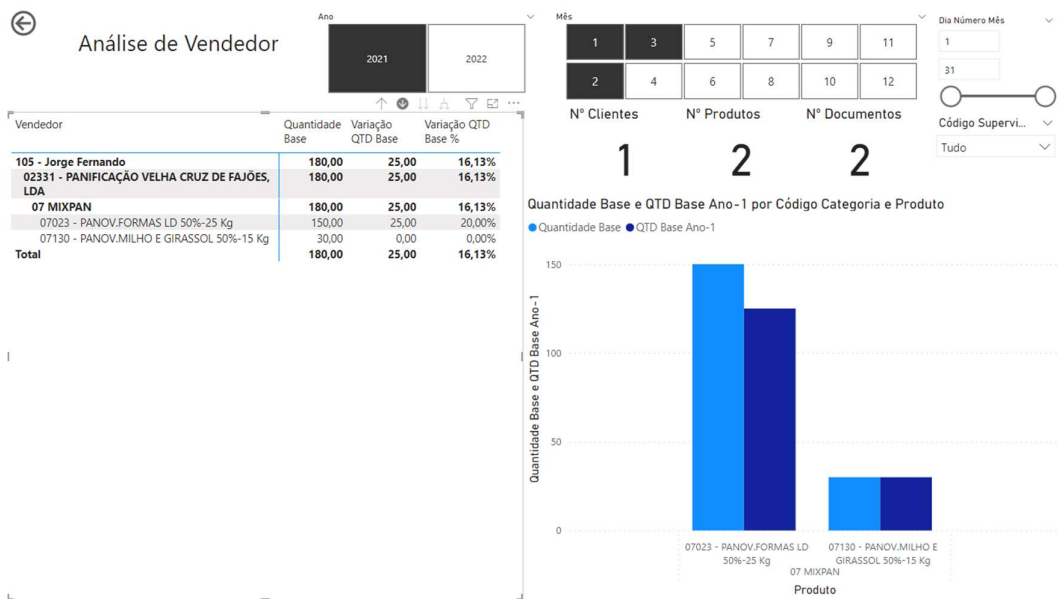 Análise de Vendedor
Ano
2021
2022
Mês
1 3 5 7 9 11
2 4 6 8 10 12
Dia Número Mês
1
31
Código Supervi...
Tudo
Nº Clientes Nº Produtos Nº Documentos
1 2 2
Vendedor Quantidade Base Variação QTD Base Variação QTD Base %
105 - Jorge Fernando 180,00 25,00 16,13%
02331 - PANIFICAÇÃO VELHA CRUZ DE FAJÕES, 180,00 25,00 16,13%
LDA
07 MIXPAN 180,00 25,00 16,13%
07023 - PANOV.FORMAS LD 50%-25 Kg 150,00 25,00 20,00%
07130 - PANOV.MILHO E GIRASSOL 50%-15 Kg 30,00 0,00 0,00%
Total 180,00 25,00 16,13%
Quantidade Base e QTD Base Ano-1 por Código Categoria e Produto
Quantidade Base QTD Base Ano-1
Quantidade Base e QTD Base Ano-1
150
100
50
0
07023 - PANOV.FORMAS LD
50%-25 Kg
07130 - PANOV.MILHO E
GIRASSOL 50%-15 Kg
07 MIXPAN
Produto